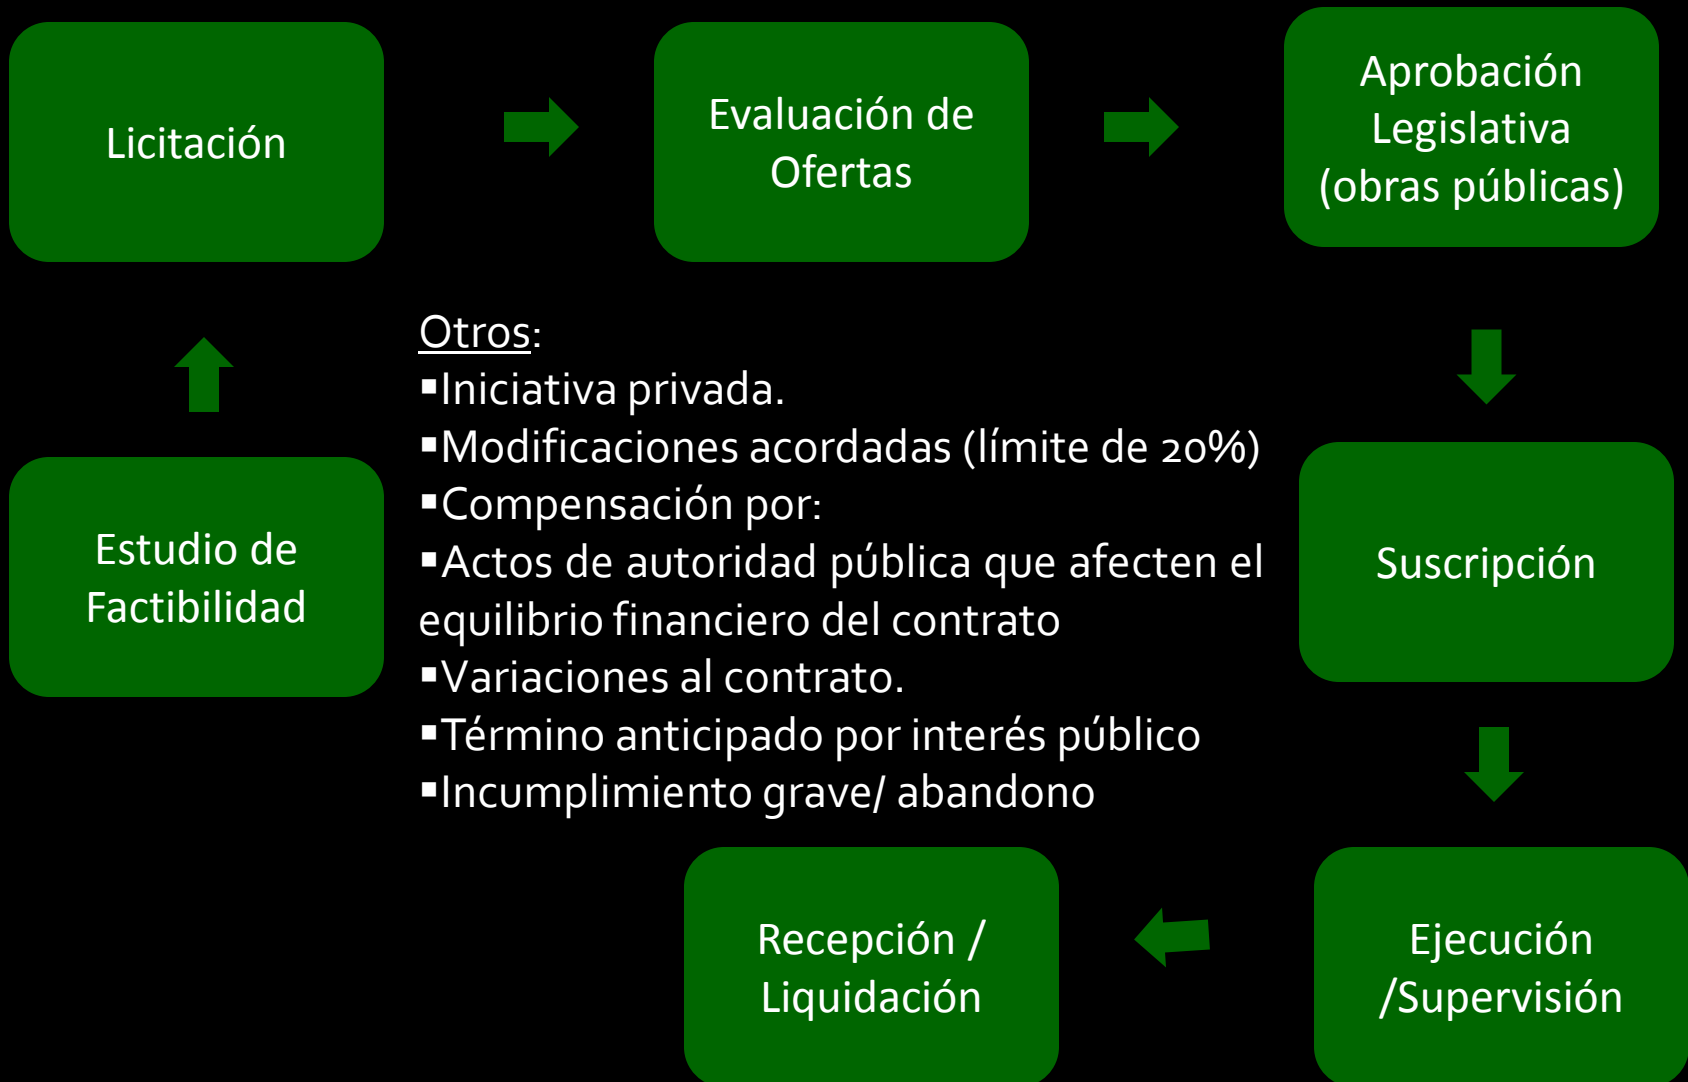 Licitación
Evaluación de
Ofertas
Aprobación
Legislativa
(obras públicas)
Otros:
▪Iniciativa privada.
▪Modificaciones acordadas (límite de 20%)
▪Compensación por:
▪Actos de autoridad pública que afecten el
equilibrio financiero del contrato
▪Variaciones al contrato.
▪Término anticipado por interés público
▪Incumplimiento grave/ abandono
Estudio de
Factibilidad
Suscripción
Recepción /
Liquidación
Ejecución
/Supervisión